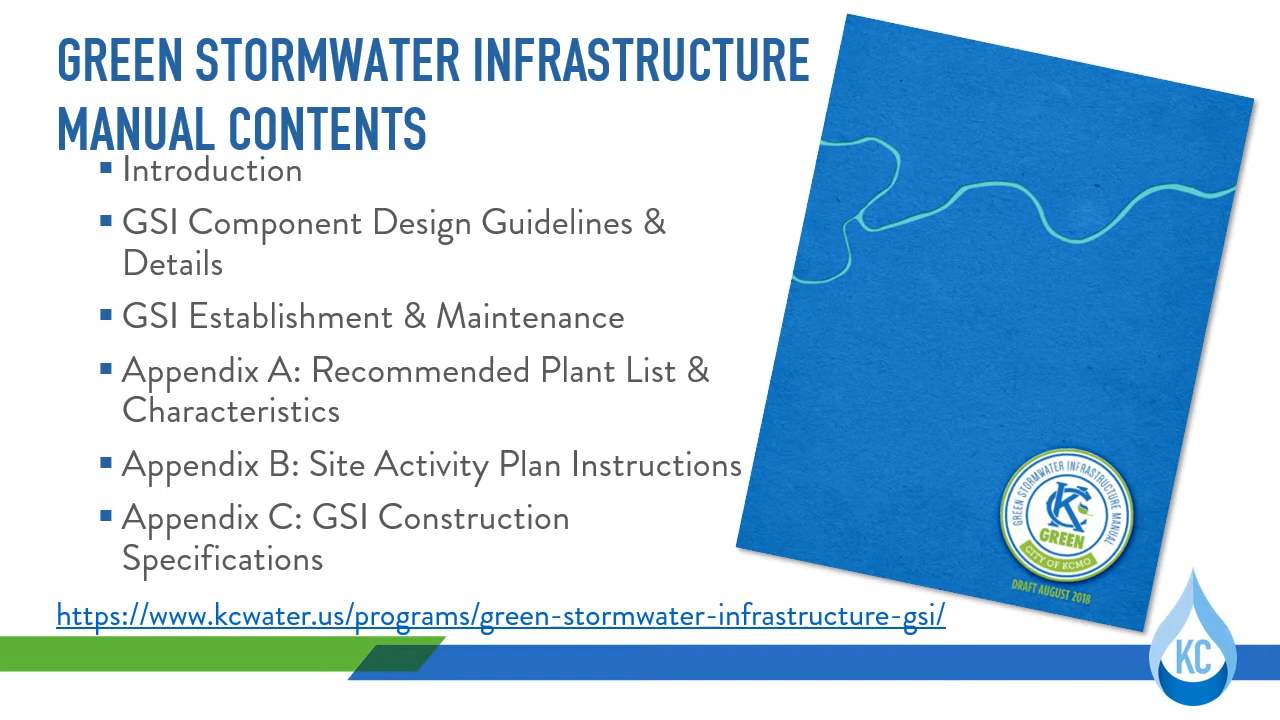 GREEN STORMWATER INFRASTRUCTURE
MANUAL CONTENTS
Introduction
GSI Component Design Guidelines &
Details
GSI Establishment & Maintenance
Appendix A: Recommended Plant List &
Characteristics
Appendix B: Site Activity Plan Instructions
Appendix C: GSI Construction
Specifications
https://www.kcwater.us/programs/green-stormwater-infrastructure-gsi/
GREEN STORMWATER INFRASTRUCTURE MANUAL
KC
GREEN
CITY OF KCMO
DRAFT AUGUST 2018
KC